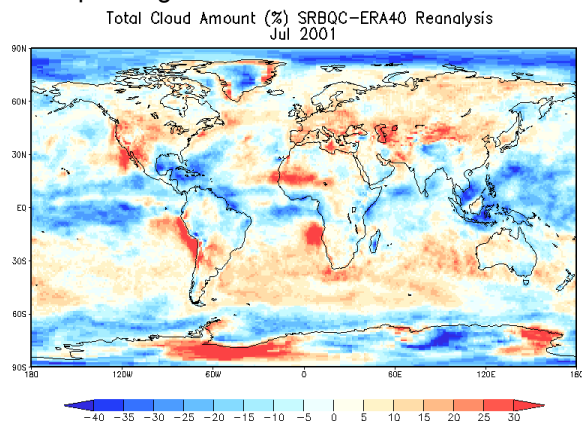 Total Cloud Amount (%) SRBQC-ERA40 Reanalysis
Jul 2001
90N
60N
30N
EQ
30S
60S
90S
180 120W 60W 0 60E 120E 180
-40 -35 -30 -25 -20 -15 -10 -5 0 5 10 15 20 25 30